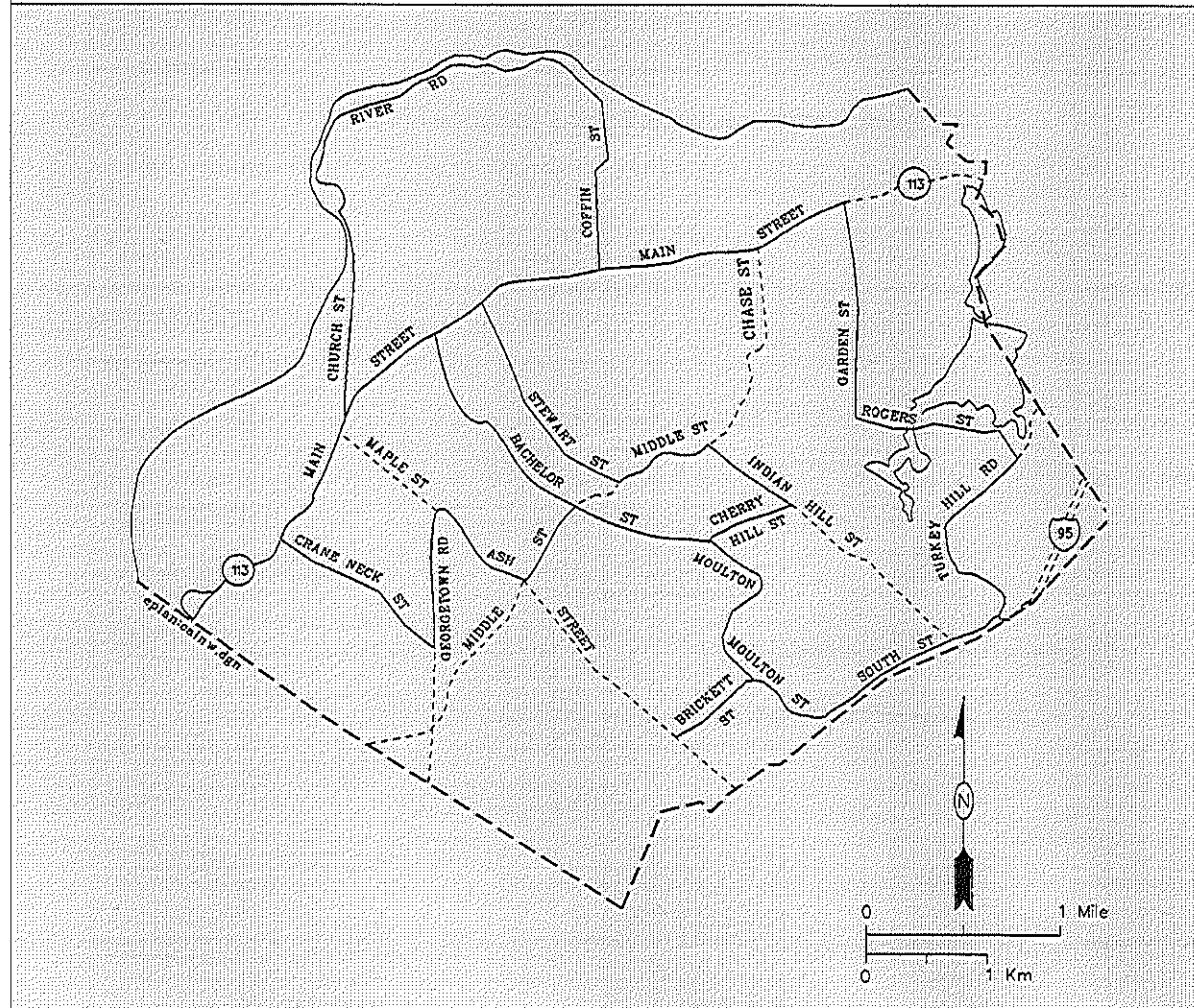 RIVER RD
COFFIN ST
113
MAIN STREET
CHURCH ST
STREET
MAIN
CHASE ST
GARDEN ST
STEWART ST
MIDDLE ST
ROGERS ST
MAPLE ST
BACHELOR ST
INDIAN HILL ST
CHERRY HILL ST
TURKEY HILL RD
95
CRANE NECK ST
113
GEORGETOWN RD
ASH STREET
MIDDLE ST
MOULTON
MOULTON ST
SOUTH ST
BRICKETT ST
eplan:calnw.dgn
N
0 1 Mile
0 1 Km